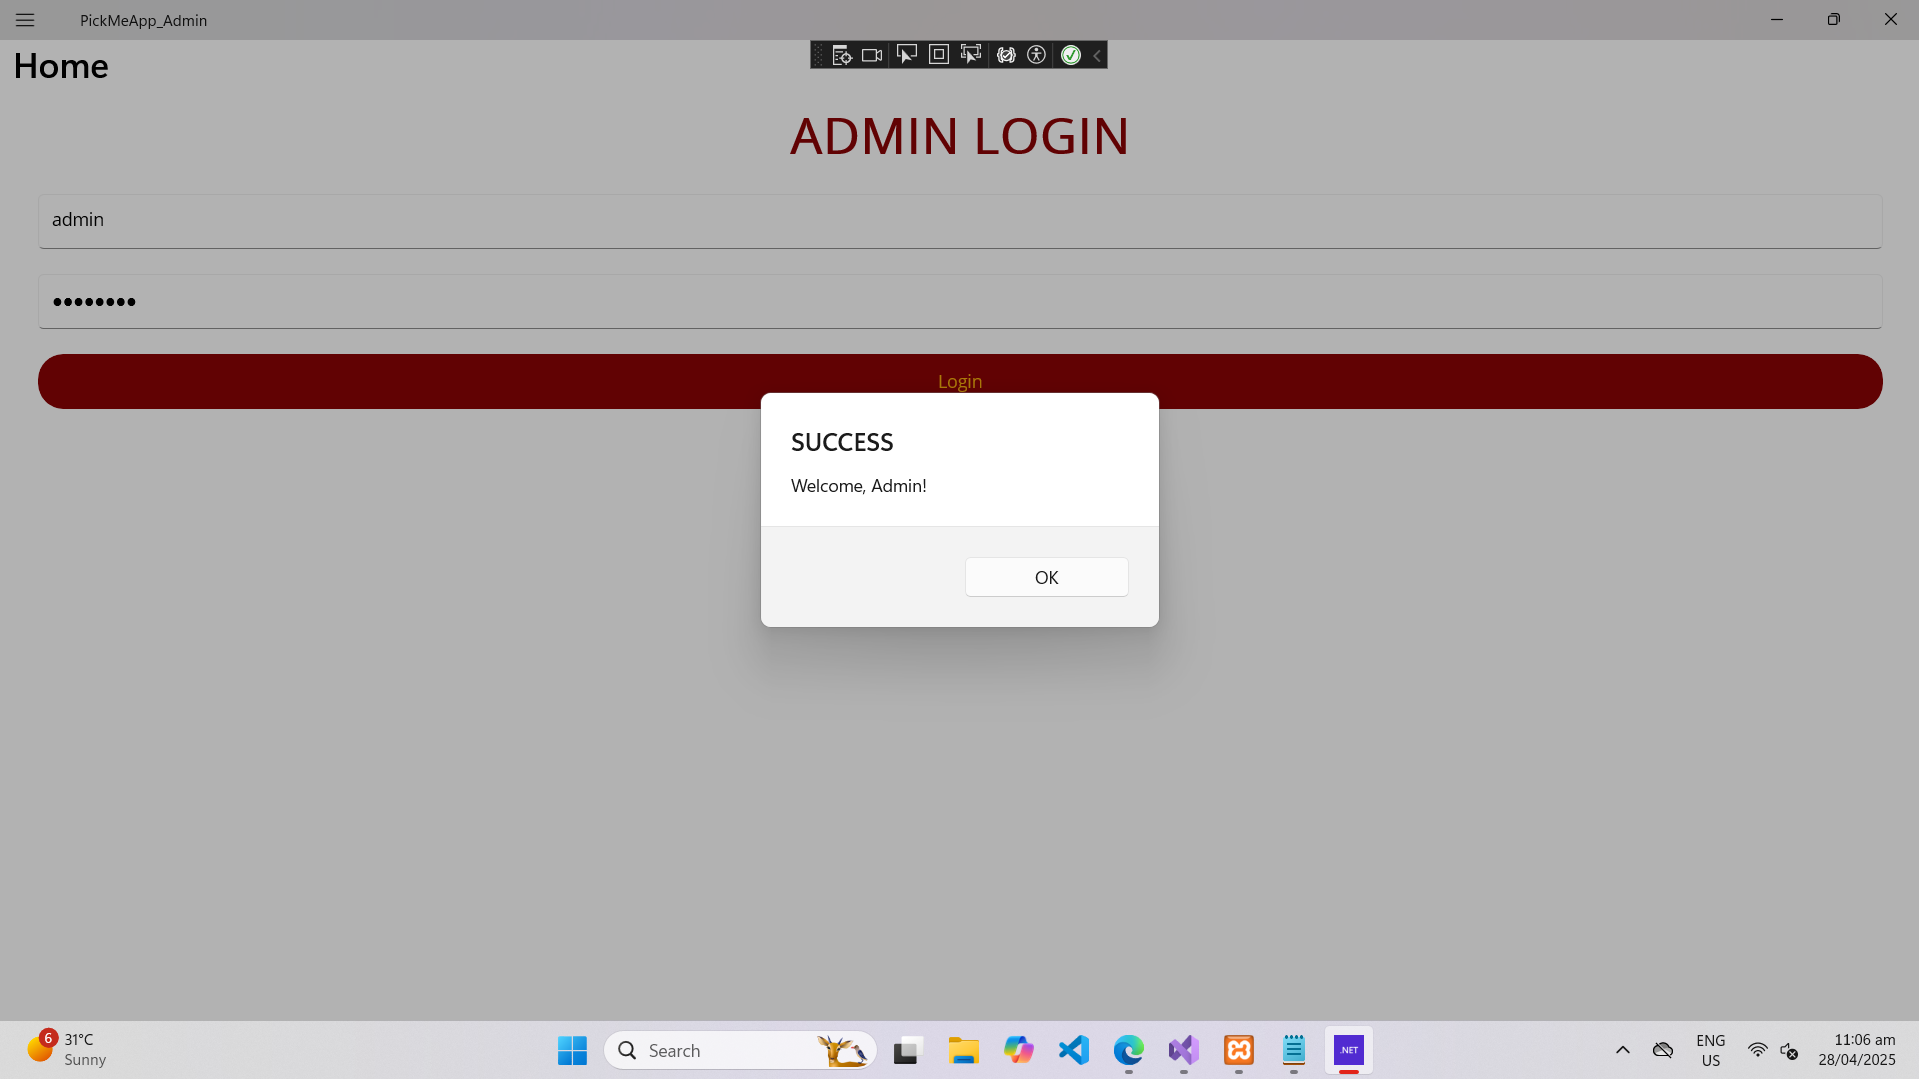 PickMeApp_Admin
Home
ADMIN LOGIN
admin
Login
SUCCESS
Welcome, Admin!
OK
6
31°C
Sunny
Search
.NET
ENG
US
11:06 am
28/04/2025